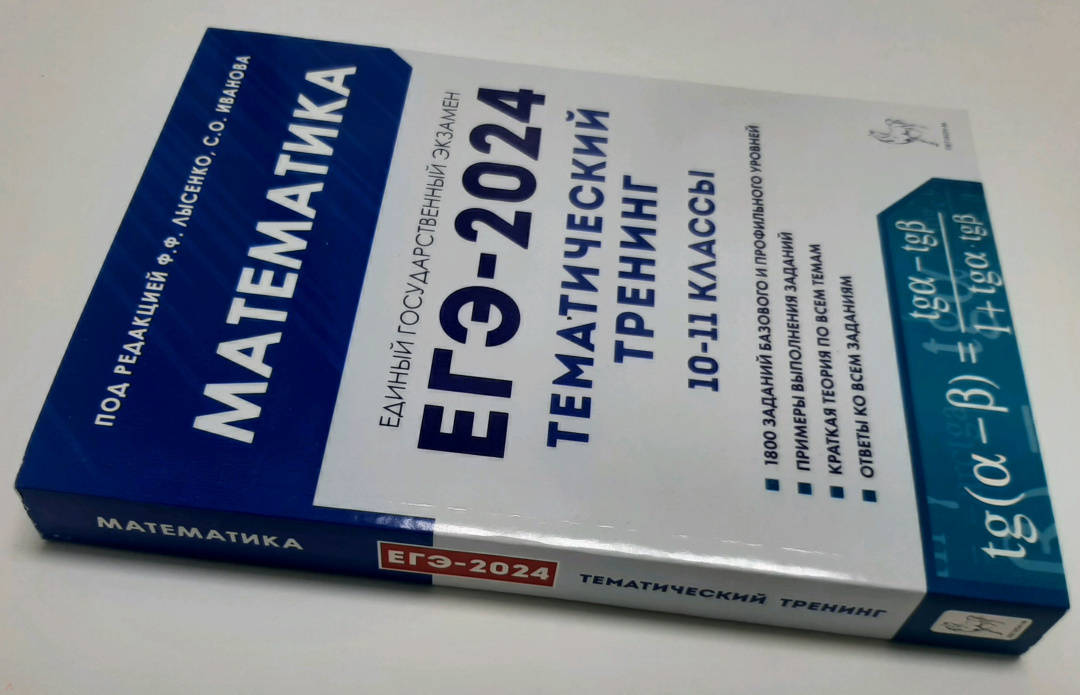 ПОД РЕДАКЦИЕЙ Ф.Ф. ЛЫСЕНКО, С.О. ИВАНОВА
МАТЕМАТИКА
ЕДИНЫЙ ГОСУДАРСТВЕННЫЙ ЭКЗАМЕН
ЕГЭ-2024
ТЕМАТИЧЕСКИЙ
ТРЕНИНГ
10-11 КЛАССЫ
1800 ЗАДАНИЙ БАЗОВОГО И ПРОФИЛЬНОГО УРОВНЕЙ
ПРИМЕРЫ ВЫПОЛНЕНИЯ ЗАДАНИЙ
КРАТКАЯ ТЕОРИЯ ПО ВСЕМ ТЕМАМ
ОТВЕТЫ КО ВСЕМ ЗАДАНИЯМ
tg(α − β) = (tgα − tgβ) / (1 + tgα · tgβ)
МАТЕМАТИКА ЕГЭ-2024 ТЕМАТИЧЕСКИЙ ТРЕНИНГ